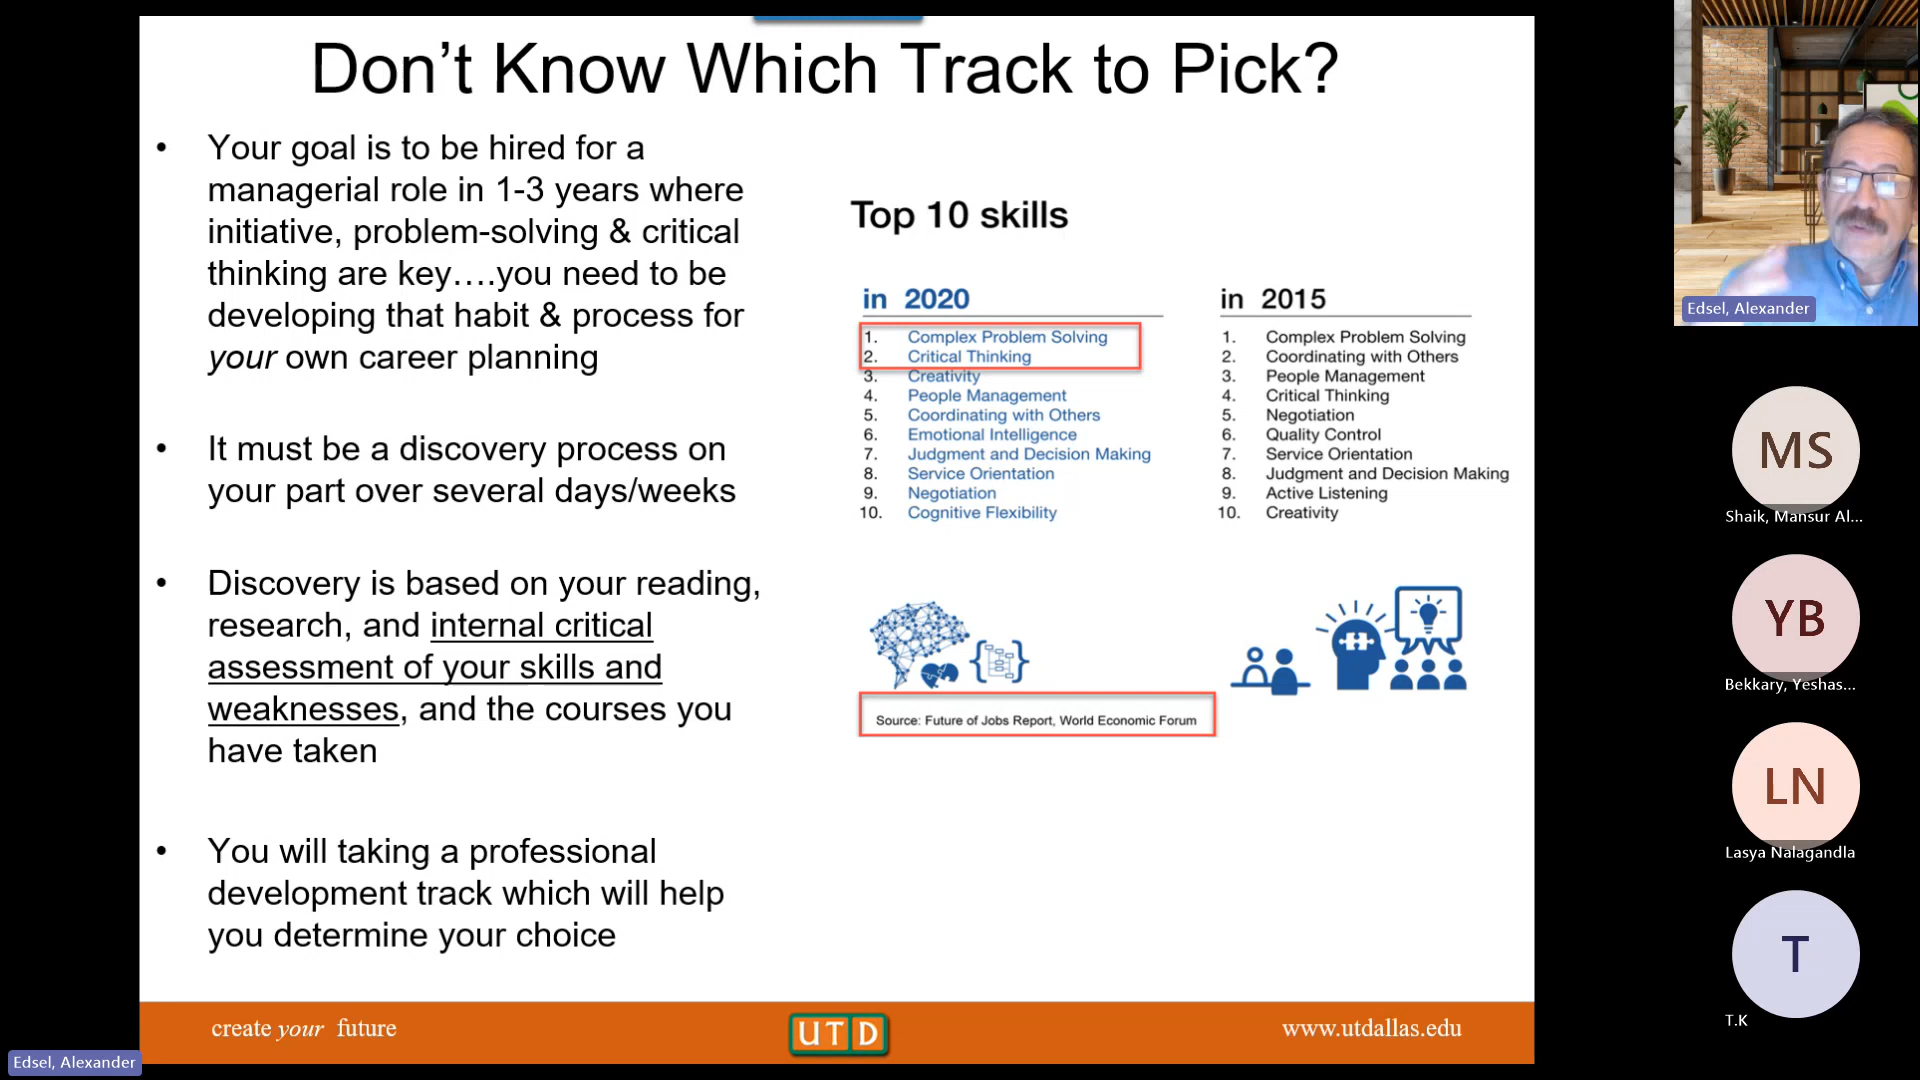 Don't Know Which Track to Pick?
• Your goal is to be hired for a
managerial role in 1-3 years where
initiative, problem-solving & critical
thinking are key….you need to be
developing that habit & process for
your own career planning
• It must be a discovery process on
your part over several days/weeks
• Discovery is based on your reading,
research, and internal critical
assessment of your skills and
weaknesses, and the courses you
have taken
• You will taking a professional
development track which will help
you determine your choice
Top 10 skills
in 2020
1. Complex Problem Solving
2. Critical Thinking
3. Creativity
4. People Management
5. Coordinating with Others
6. Emotional Intelligence
7. Judgment and Decision Making
8. Service Orientation
9. Negotiation
10. Cognitive Flexibility
in 2015
1. Complex Problem Solving
2. Coordinating with Others
3. People Management
4. Critical Thinking
5. Negotiation
6. Quality Control
7. Service Orientation
8. Judgment and Decision Making
9. Active Listening
10. Creativity
Source: Future of Jobs Report, World Economic Forum
create your future
UTD
www.utdallas.edu
Edsel, Alexander
Edsel, Alexander
MS
Shaik, Mansur Al...
YB
Bekkary, Yeshas...
LN
Lasya Nalagandla
T
T.K